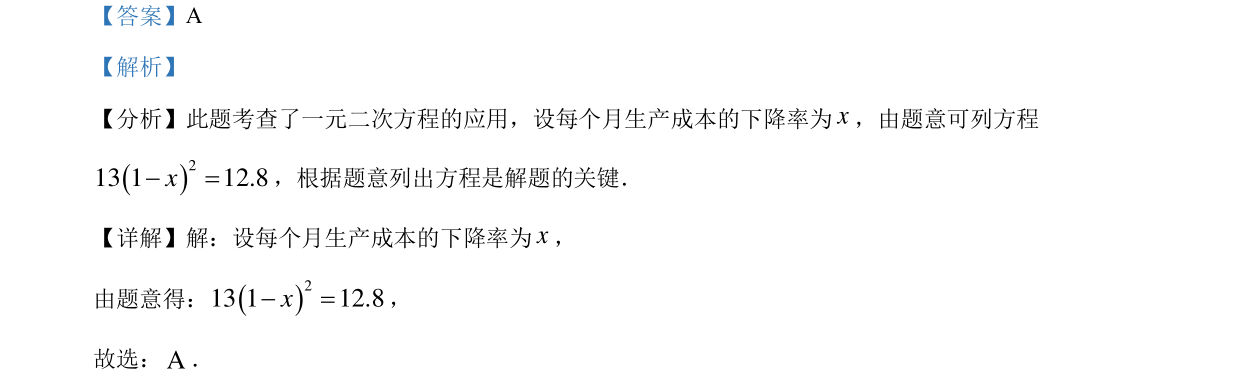 【答案】A
【解析】
【分析】此题考查了一元二次方程的应用，设每个月生产成本的下降率为 x ，由题意可列方程
13(1−x)² =12.8，根据题意列出方程是解题的关键．
【详解】解：设每个月生产成本的下降率为 x ，
由题意得：13(1−x)² =12.8，
故选：A．